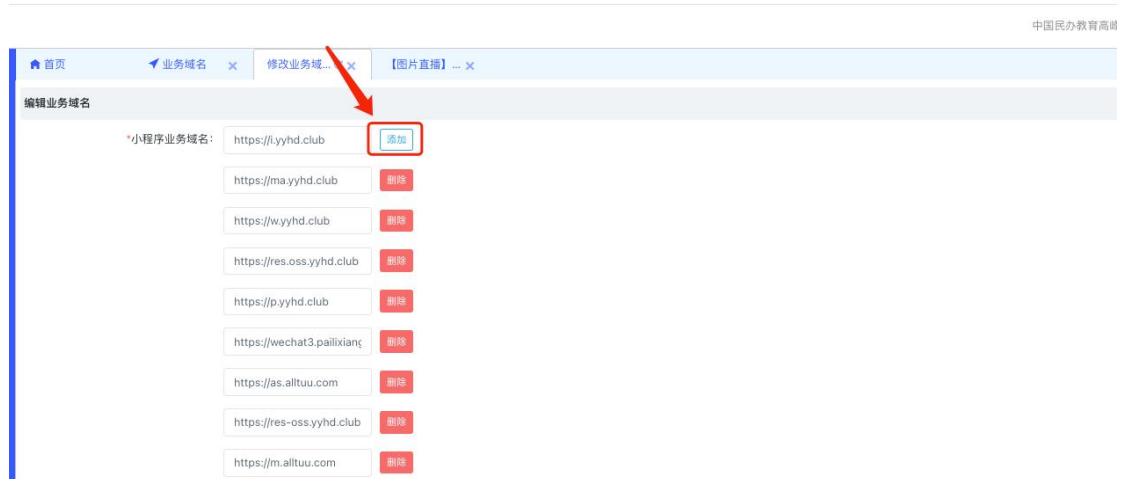 中国民办教育高
首页 业务域名 修改业务域... 【图片直播】 ...
编辑业务域名
*小程序业务域名: https://i.yyhd.club 添加
https://ma.yyhd.club 删除
https://w.yyhd.club 删除
https://res.oss.yyhd.club 删除
https://p.yyhd.club 删除
https://wechat3.pailixiang 删除
https://as.alltuu.com 删除
https://res-oss.yyhd.club 删除
https://m.alltuu.com 删除